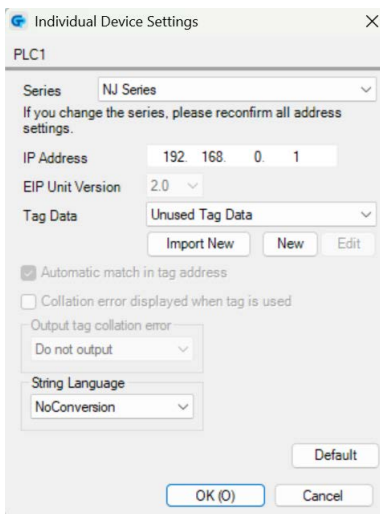 Individual Device Settings
PLC1
Series NJ Series
If you change the series, please reconfirm all address
settings.
IP Address 192. 168. 0. 1
EIP Unit Version 2.0
Tag Data Unused Tag Data
Import New New Edit
Automatic match in tag address
Collation error displayed when tag is used
Output tag collation error
Do not output
String Language
NoConversion
Default
OK (O) Cancel